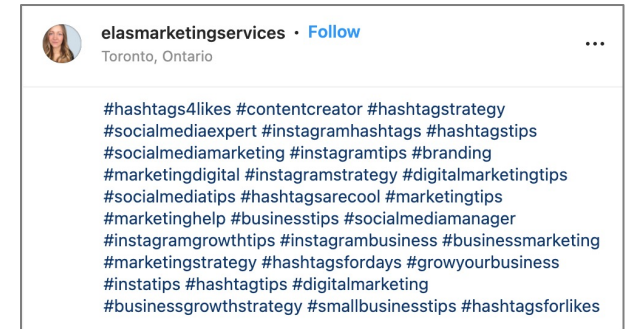 elasmarketingservices • Follow
Toronto, Ontario
#hashtags4likes #contentcreator #hashtagstrategy
#socialmediaexpert #instagramhashtags #hashtagstips
#socialmediamarketing #instagramtips #branding
#marketingdigital #instagramstrategy #digitalmarketingtips
#socialmediatips #hashtagsarecool #marketingtips
#marketinghelp #businesstips #socialmediamanager
#instagramgrowthtips #instagrambusiness #businessmarketing
#marketingstrategy #hashtagsfordays #growyourbusiness
#instatips #hashtagtips #digitalmarketing
#businessgrowthstrategy #smallbusinesstips #hashtagsforlikes